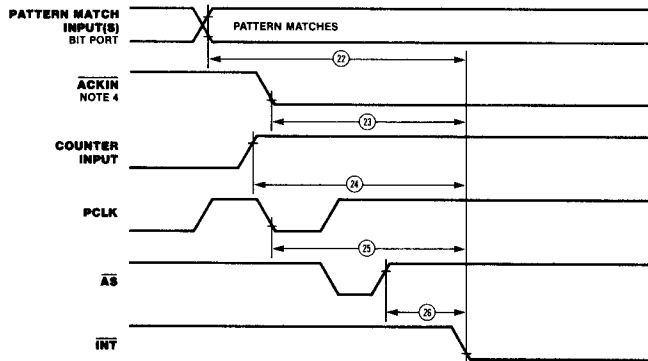 PATTERN MATCH
INPUT(S)
BIT PORT
PATTERN MATCHES
22
ACKIN
NOTE 4
23
COUNTER
INPUT
24
PCLK
25
AS
26
INT